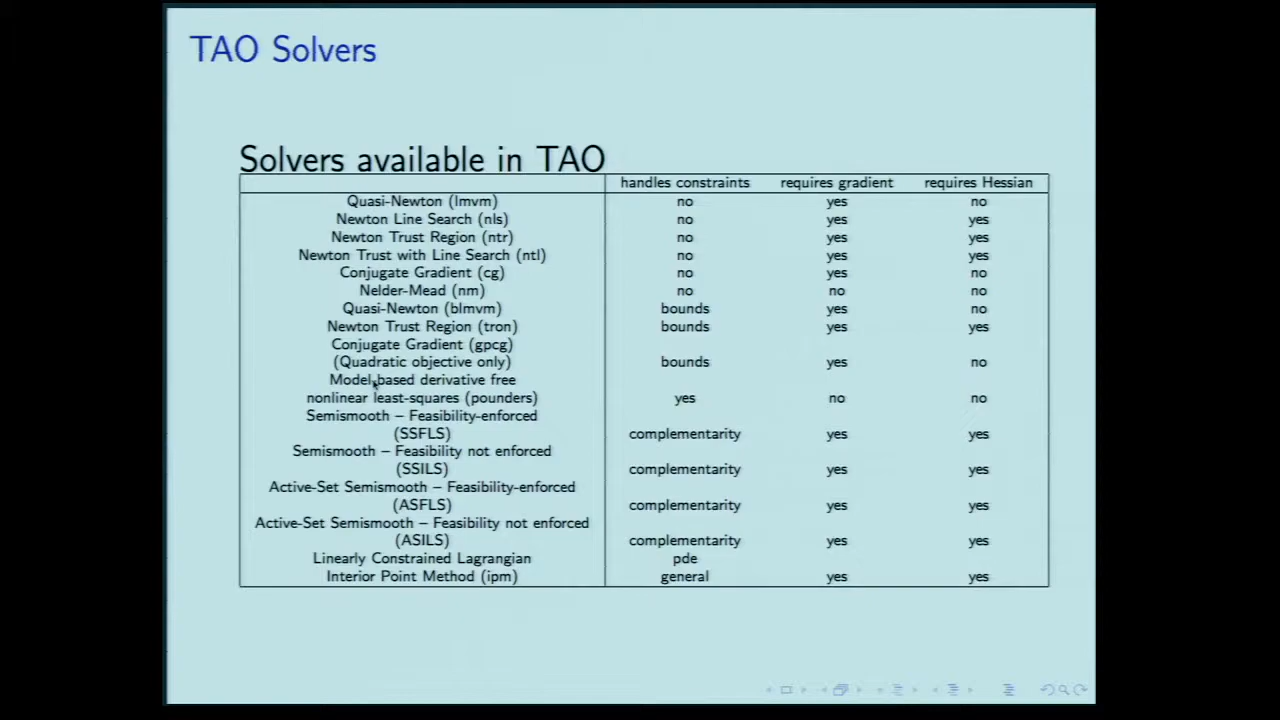 TAO Solvers
Solvers available in TAO
handles constraints requires gradient requires Hessian
Quasi-Newton (lmvm) no yes no
Newton Line Search (nls) no yes yes
Newton Trust Region (ntr) no yes yes
Newton Trust with Line Search (ntl) no yes yes
Conjugate Gradient (cg) no yes no
Nelder-Mead (nm) no no no
Quasi-Newton (blmvm) bounds yes no
Newton Trust Region (tron) bounds yes yes
Conjugate Gradient (gpcg)
(Quadratic objective only) bounds yes no
Model-based derivative free
nonlinear least-squares (pounders) yes no no
Semismooth – Feasibility-enforced
(SSFLS) complementarity yes yes
Semismooth – Feasibility not enforced
(SSILS) complementarity yes yes
Active-Set Semismooth – Feasibility-enforced
(ASFLS) complementarity yes yes
Active-Set Semismooth – Feasibility not enforced
(ASILS) complementarity yes yes
Linearly Constrained Lagrangian pde
Interior Point Method (ipm) general yes yes